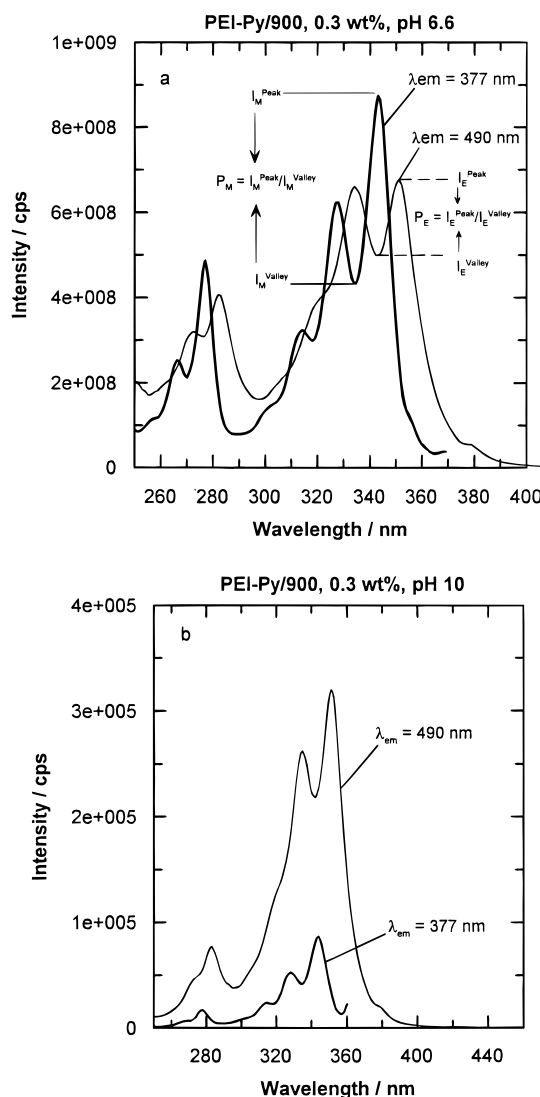 PEI-Py/900, 0.3 wt%, pH 6.6
1e+009
a
λem = 377 nm
I_M^Peak
8e+008
λem = 490 nm
I_E^Peak
P_M = I_M^Peak/I_M^Valley
6e+008
P_E = I_E^Peak/I_E^Valley
I_E^Valley
I_M^Valley
4e+008
2e+008
0
Intensity / cps
260 280 300 320 340 360 380 400
Wavelength / nm
PEI-Py/900, 0.3 wt%, pH 10
4e+005
b
3e+005
λ_em = 490 nm
2e+005
1e+005
λ_em = 377 nm
0
Intensity / cps
280 320 360 400 440
Wavelength / nm